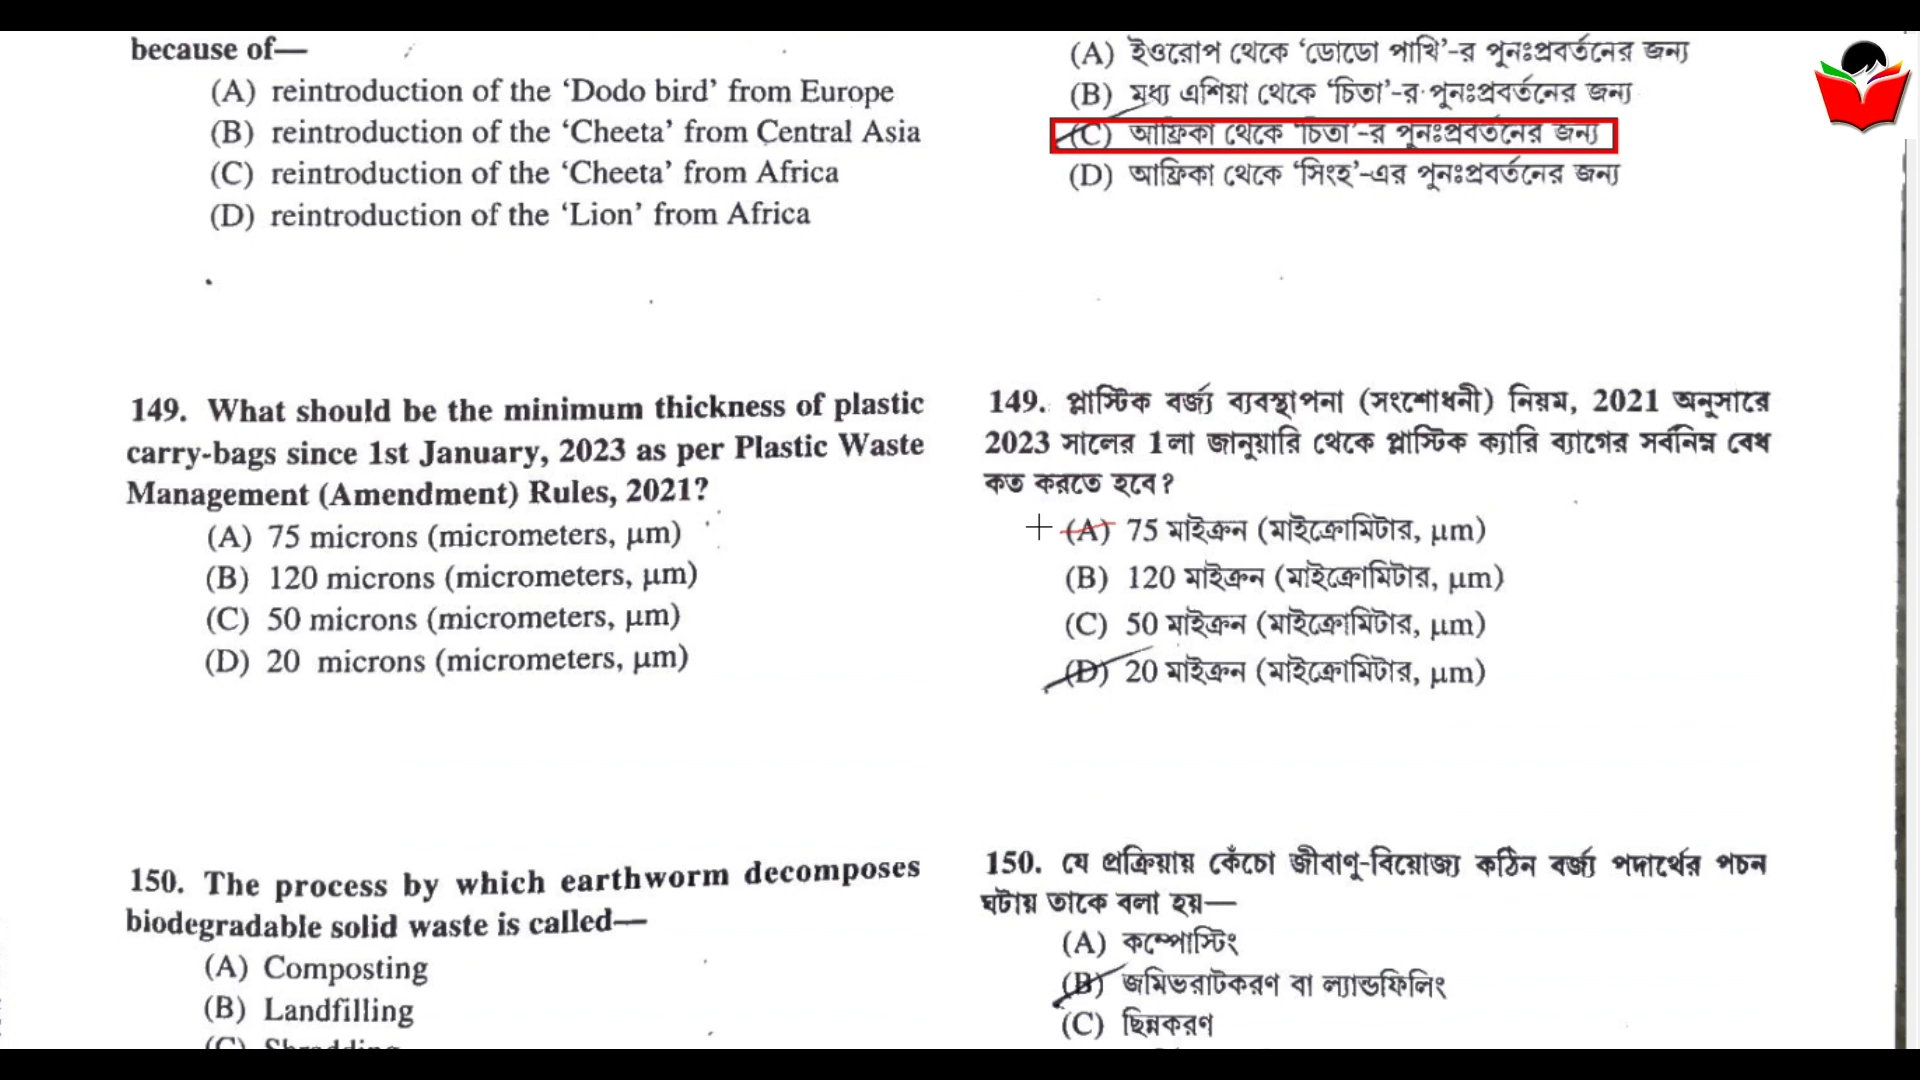 because of—
(A) reintroduction of the ‘Dodo bird’ from Europe
(B) reintroduction of the ‘Cheeta’ from Central Asia
(C) reintroduction of the ‘Cheeta’ from Africa
(D) reintroduction of the ‘Lion’ from Africa
149. What should be the minimum thickness of plastic
carry-bags since 1st January, 2023 as per Plastic Waste
Management (Amendment) Rules, 2021?
(A) 75 microns (micrometers, μm)
(B) 120 microns (micrometers, μm)
(C) 50 microns (micrometers, μm)
(D) 20 microns (micrometers, μm)
150. The process by which earthworm decomposes
biodegradable solid waste is called—
(A) Composting
(B) Landfilling
(C) Shredding
(A) ইওরোপ থেকে ‘ডোডো পাখি’-র পুনঃপ্রবর্তনের জন্য
(B) মধ্য এশিয়া থেকে ‘চিতা’-র পুনঃপ্রবর্তনের জন্য
(C) আফ্রিকা থেকে ‘চিতা’-র পুনঃপ্রবর্তনের জন্য
(D) আফ্রিকা থেকে ‘সিংহ’-এর পুনঃপ্রবর্তনের জন্য
149. প্লাস্টিক বর্জ্য ব্যবস্থাপনা (সংশোধনী) নিয়ম, 2021 অনুসারে
2023 সালের 1লা জানুয়ারি থেকে প্লাস্টিক ক্যারি ব্যাগের সর্বনিম্ন বেধ
কত করতে হবে?
(A) 75 মাইক্রন (মাইক্রোমিটার, μm)
(B) 120 মাইক্রন (মাইক্রোমিটার, μm)
(C) 50 মাইক্রন (মাইক্রোমিটার, μm)
(D) 20 মাইক্রন (মাইক্রোমিটার, μm)
150. যে প্রক্রিয়ায় কেঁচো জীবাণু-বিয়োজ্য কঠিন বর্জ্য পদার্থের পচন
ঘটায় তাকে বলা হয়—
(A) কম্পোস্টিং
(B) জমিভরাটকরণ বা ল্যান্ডফিলিং
(C) ছিন্নকরণ